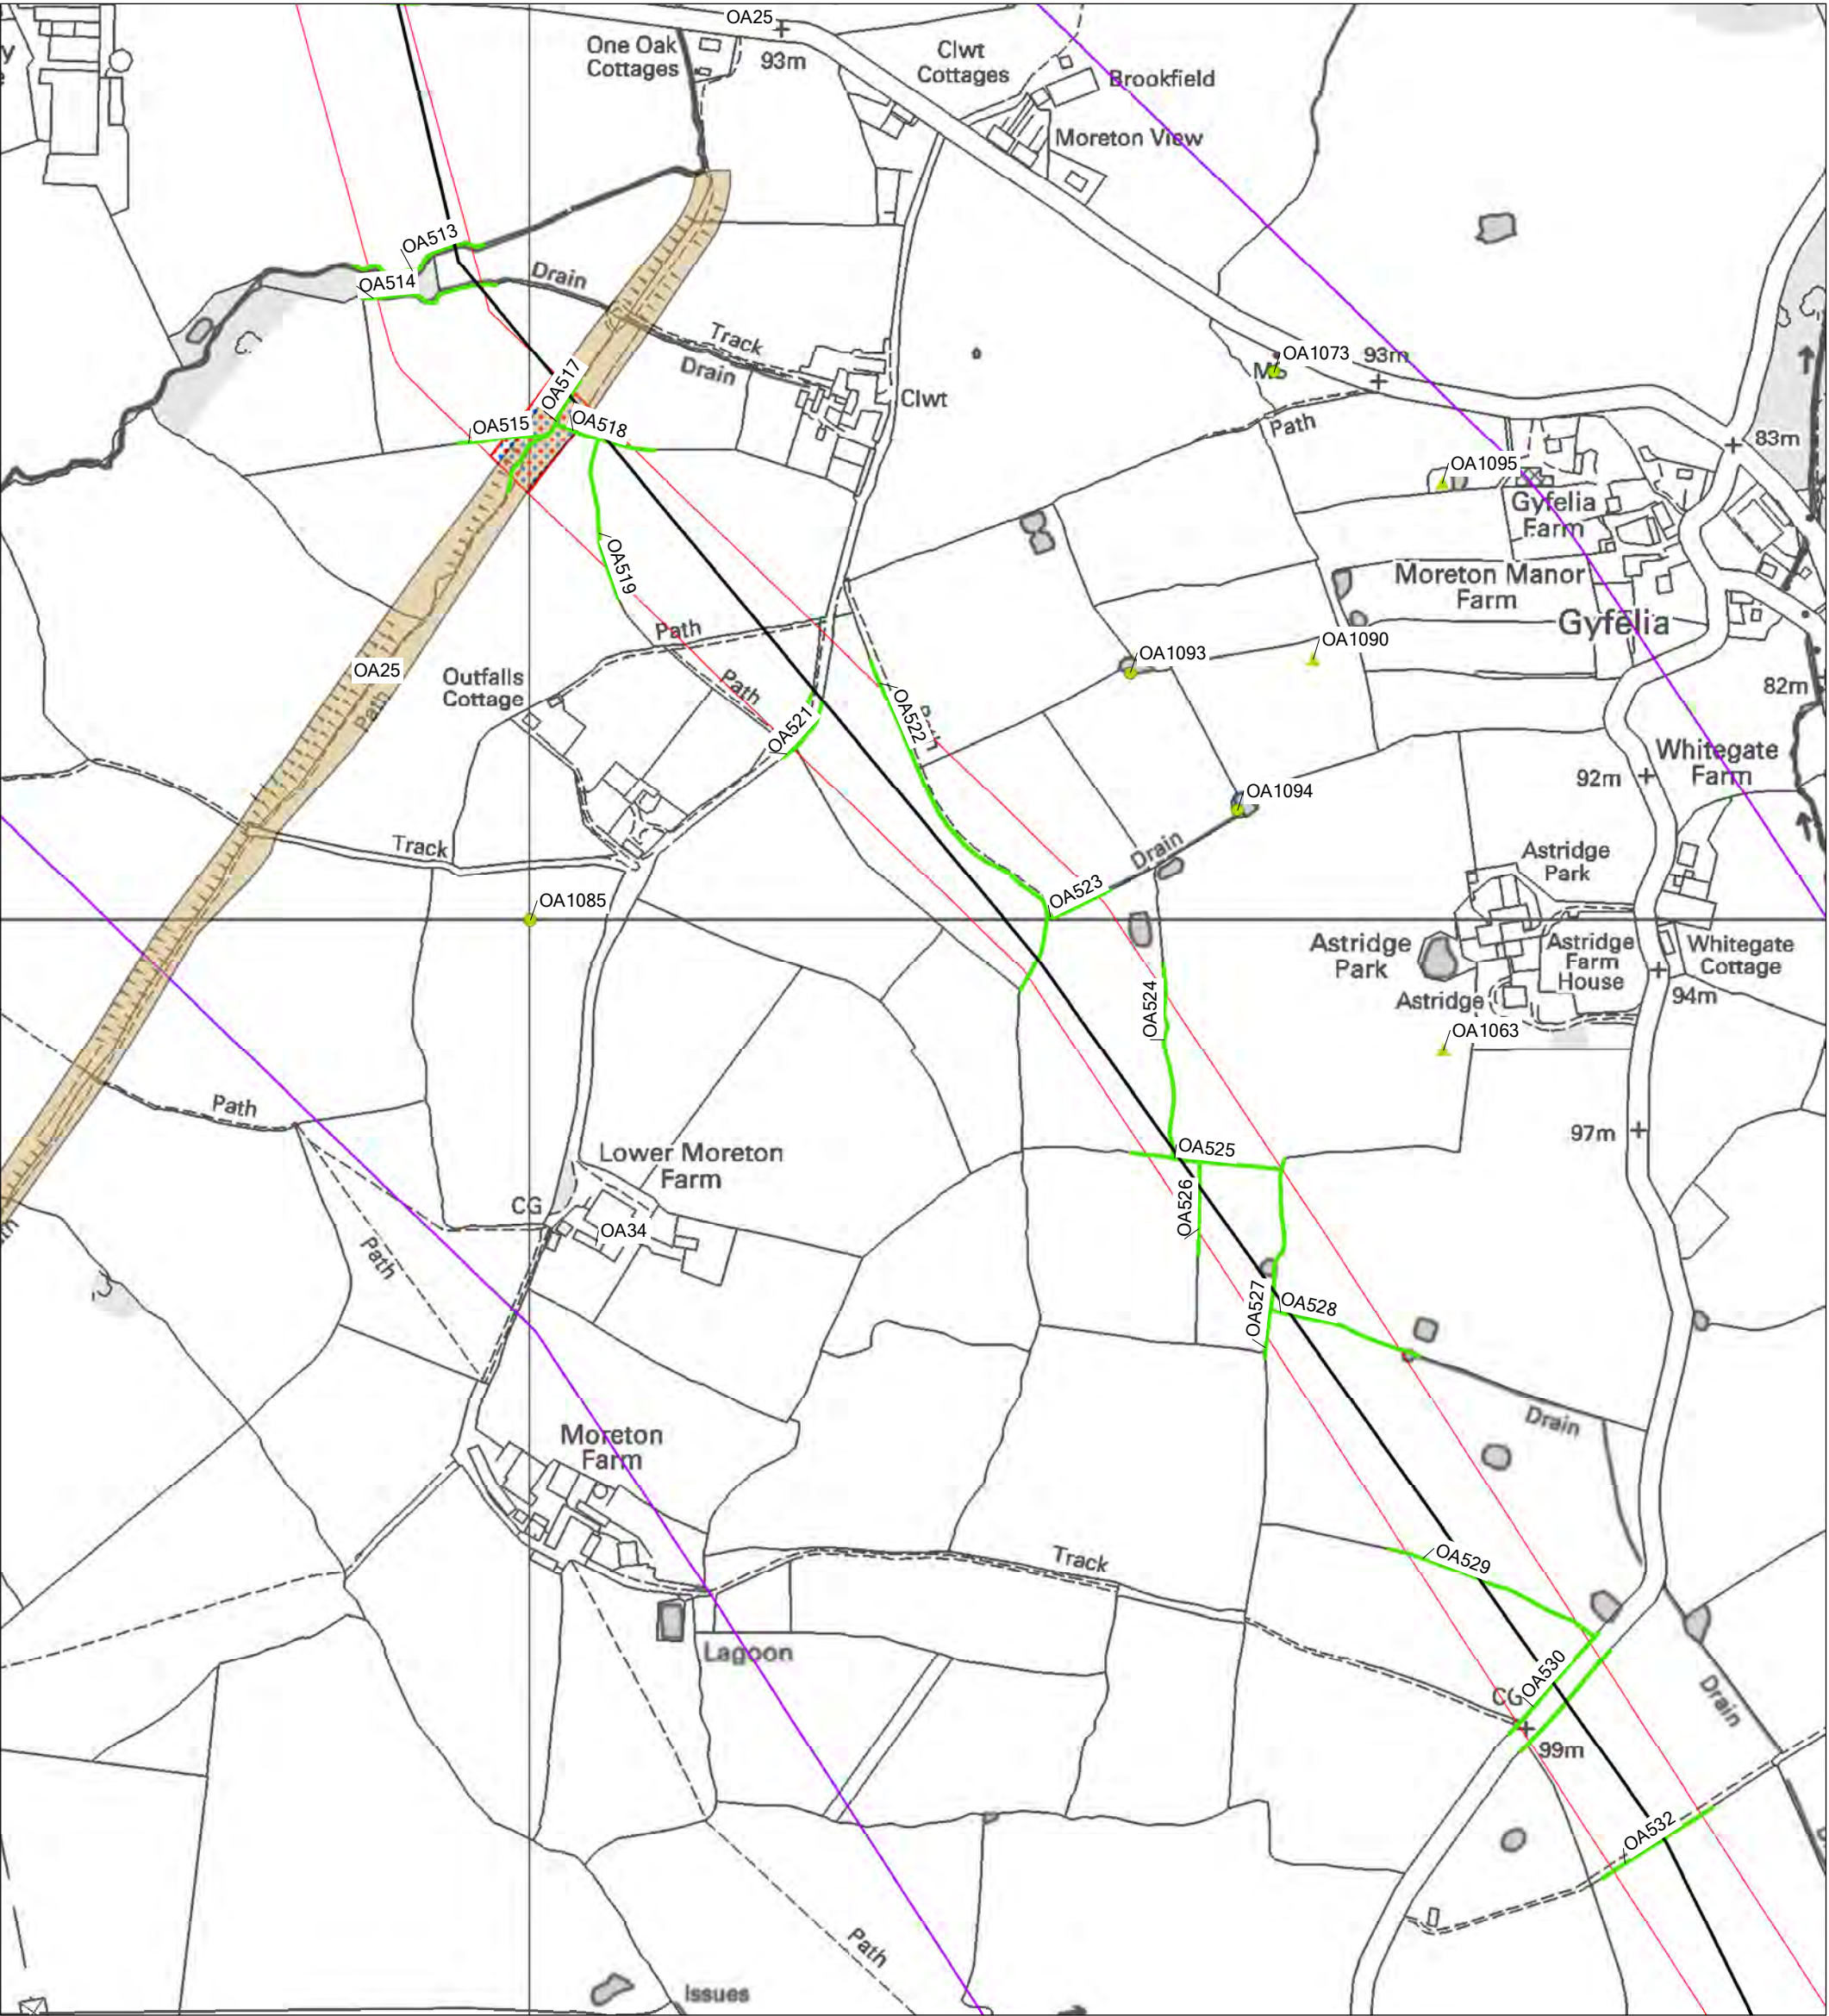 OA25
One Oak
Cottages
93m
Clwt
Cottages
Brookfield
Moreton View
OA513
OA514
Drain
Track
Drain
Clwt
OA517
OA515
OA518
OA519
OA1073
93m
MS
Path
83m
OA1095
Gyfelia
Farm
Moreton Manor
Farm
Gyfelia
OA1090
OA1093
82m
Path
Path
OA25
Path
Outfalls
Cottage
OA521
OA522
Path
Whitegate
Farm
92m
OA1094
Drain
Track
OA523
OA1085
Astridge
Park
Astridge
Park
Astridge
Farm
House
Whitegate
Cottage
Astridge
94m
OA524
OA1063
Path
97m
OA525
OA526
Lower Moreton
Farm
CG
OA34
Path
OA527
OA528
Drain
Moreton
Farm
Track
OA529
Lagoon
OA530
CG
99m
Drain
OA532
Path
Issues